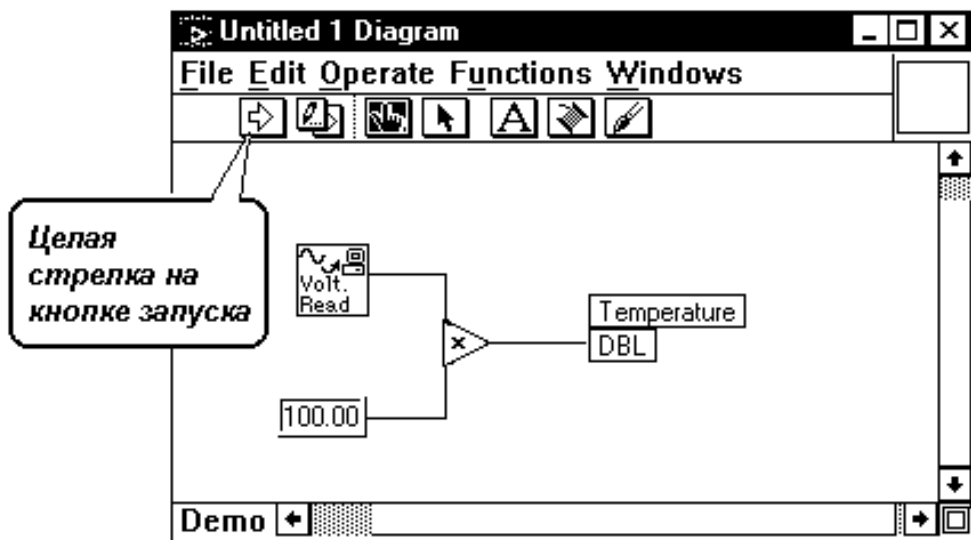 Untitled 1 Diagram
File Edit Operate Functions Windows
A
Целая
стрелка на
кнопке запуска
Volt.
Read
Temperature
DBL
x
100.00
Demo